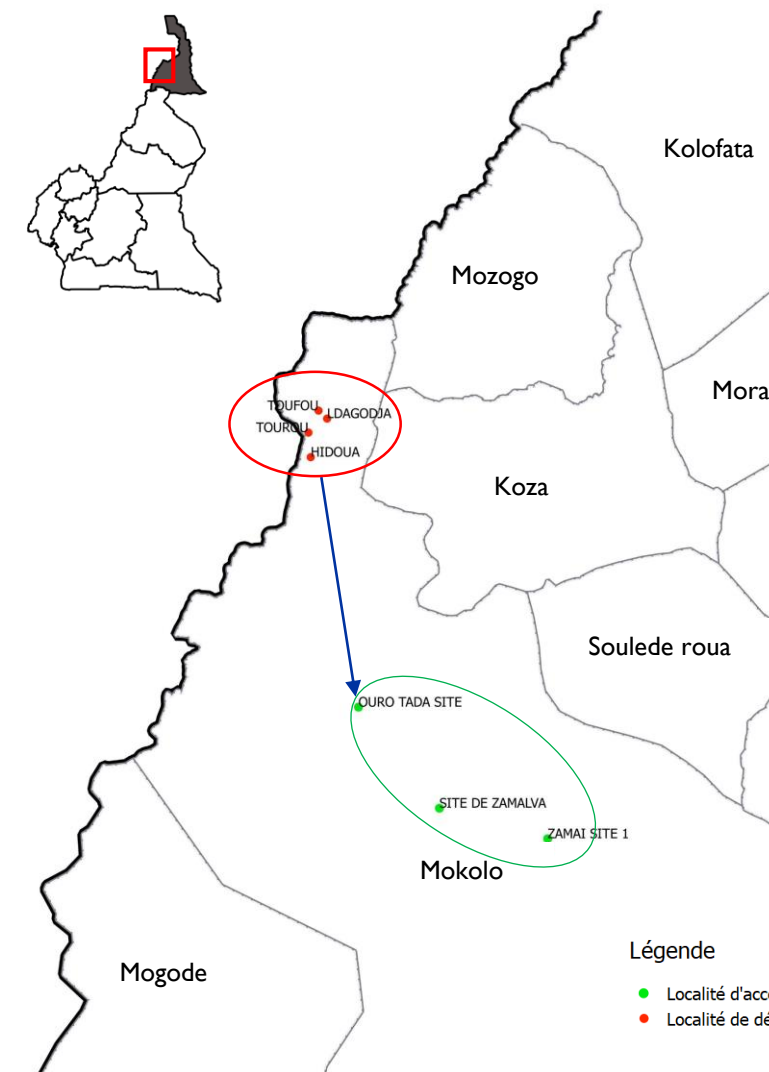 Kolofata
Mozogo
Mora
TOUFOU
LDAGODJA
TOUROU
HIDOUA
Koza
Soulede roua
OURO TADA SITE
SITE DE ZAMALVA
ZAMAI SITE 1
Mokolo
Mogode
Légende
Localité d'acc
Localité de dé